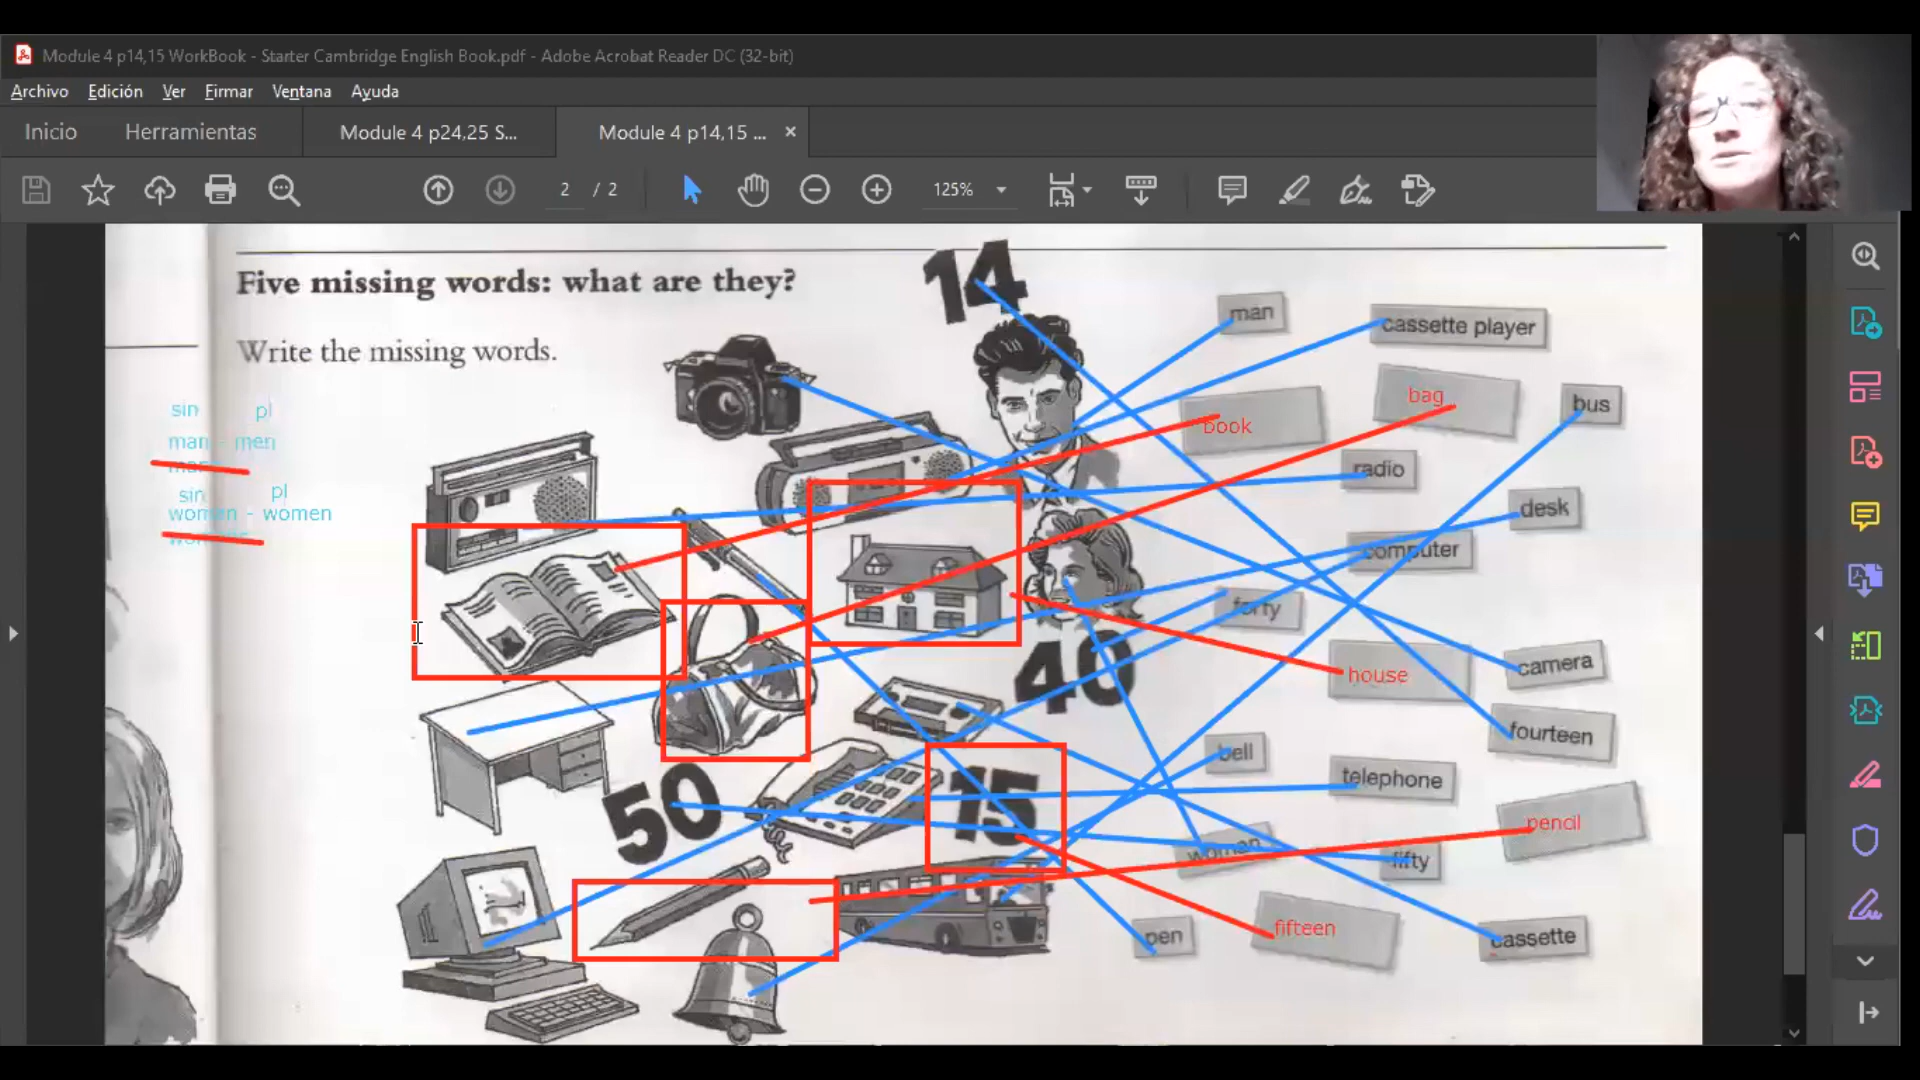 Module 4 p14,15 WorkBook - Starter Cambridge English Book.pdf - Adobe Acrobat Reader DC (32-bit)
Archivo Edición Ver Firmar Ventana Ayuda
Inicio Herramientas Module 4 p24,25 S... Module 4 p14,15 ... ×
2 / 2 125%
Five missing words: what are they?
Write the missing words.
14
sin pl
man - men
sin pl
women - women
40
50
15
man
cassette player
book
bag
bus
radio
desk
computer
forty
house
camera
fourteen
bell
telephone
pencil
woman
fifty
pen
fifteen
cassette